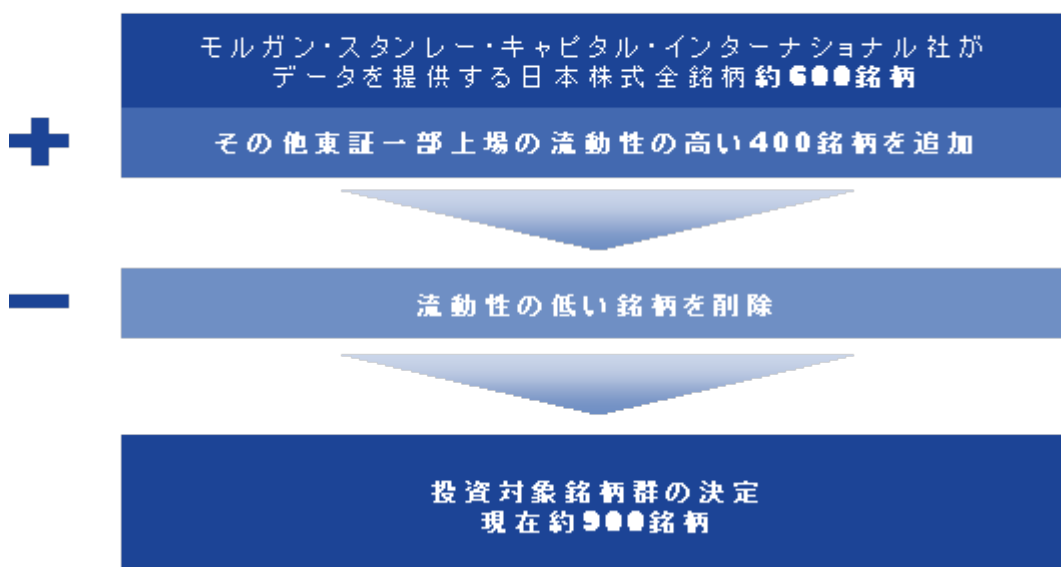 モルガン・スタンレー・キャピタル・インターナショナル社が
データを提供する日本株式全銘柄約600銘柄
その他東証一部上場の流動性の高い400銘柄を追加
流動性の低い銘柄を削除
投資対象銘柄群の決定
現在約900銘柄